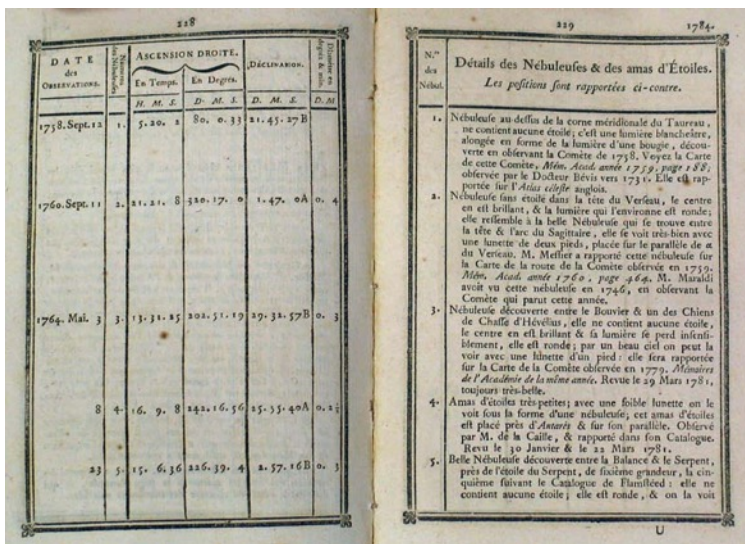 228
DATE
des
OBSERVATIONS.
Numéros
des Nébuleuses.
ASCENSION DROITE.
En Temps.
En Degrés.
DÉCLINAISON.
Diamètre en
degrés & min.
H. M. S. D. M. S. D. M. S. D. M
1758. Sept. 12 1. 5. 20. 2 80. 0. 33 21. 45. 27 B
1760. Sept. 11 2. 21. 21. 8 320. 17. 0 1. 47. 0 A 0. 4
1764. Mai. 3 3. 13. 31. 25 202. 51. 19 29. 32. 57 B 0. 3
8 4. 16. 9. 8 242. 16. 56 25. 55. 40 A 0. 2½
23 5. 15. 6. 36 226. 39. 4 2. 57. 16 B 0. 3
229 1784.
N.os
des
Nébul.
Détails des Nébuleuſes & des amas d'Étoiles.
Les poſitions ſont rapportées ci-contre.
1. Nébuleuſe au-deſſus de la corne méridionale du Taureau,
ne contient aucune étoile; c'eſt une lumière blancheâtre,
alongée en forme de la lumière d'une bougie, décou-
verte en obſervant la Comète de 1758. Voyez la Carte
de cette Comète, Mém. Acad. année 1759, page 188;
obſervée par le Docteur Bévis vers 1731. Elle eſt rap-
portée ſur l'Atlas céleſte anglois.
2. Nébuleuſe ſans étoile dans la tête du Verſeau, le centre
en eſt brillant, & la lumière qui l'environne eſt ronde;
elle reſſemble à la belle Nébuleuſe qui ſe trouve entre
la tête & l'arc du Sagittaire, elle ſe voit très-bien avec
une lunette de deux pieds, placée ſur le parallèle de α
du Verſeau. M. Meſſier a rapporté cette nébuleuſe ſur
la Carte de la route de la Comète obſervée en 1759.
Mém. Acad. année 1760, page 464. M. Maraldi
avoit vu cette nébuleuſe en 1746, en obſervant la
Comète qui parut cette année.
3. Nébuleuſe découverte entre le Bouvier & un des Chiens
de Chaſſe d'Hévélius, elle ne contient aucune étoile,
le centre en eſt brillant & ſa lumière ſe perd inſenſi-
blement, elle eſt ronde; par un beau ciel on peut la
voir avec une lunette d'un pied: elle ſera rapportée
ſur la Carte de la Comète obſervée en 1779. Mémoires
de l'Académie de la même année. Revue le 29 Mars 1781,
toujours très-belle.
4. Amas d'étoiles très-petites; avec une foible lunette on le
voit ſous la forme d'une nébuleuſe; cet amas d'étoiles
eſt placé près d'Antarès & ſur ſon parallèle. Obſervé
par M. de la Caille, & rapporté dans ſon Catalogue.
Revu le 30 Janvier & le 22 Mars 1781.
5. Belle Nébuleuſe découverte entre la Balance & le Serpent,
près de l'étoile du Serpent, de ſixième grandeur, la cin-
quième ſuivant le Catalogue de Flamſtéed: elle ne
contient aucune étoile; elle eſt ronde, & on la voit
U